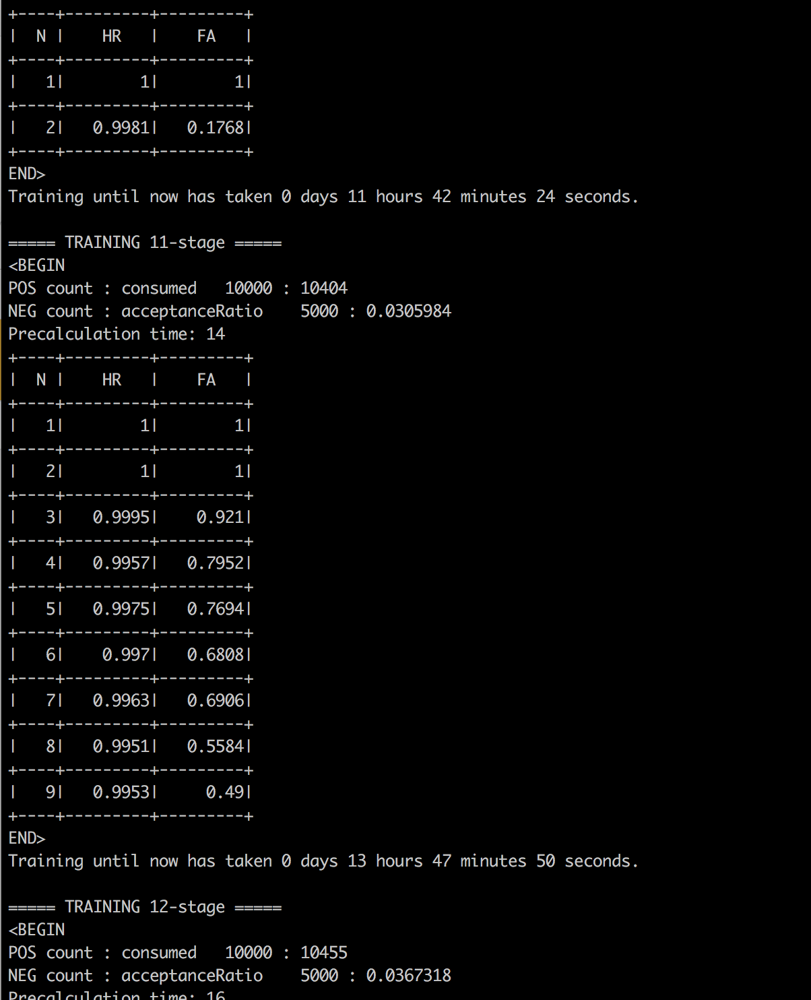 +----+---------+---------+
|  N |    HR   |    FA   |
+----+---------+---------+
|   1|        1|        1|
+----+---------+---------+
|   2|   0.9981|   0.1768|
+----+---------+---------+
END>
Training until now has taken 0 days 11 hours 42 minutes 24 seconds.

===== TRAINING 11-stage =====
<BEGIN
POS count : consumed   10000 : 10404
NEG count : acceptanceRatio    5000 : 0.0305984
Precalculation time: 14
+----+---------+---------+
|  N |    HR   |    FA   |
+----+---------+---------+
|   1|        1|        1|
+----+---------+---------+
|   2|        1|        1|
+----+---------+---------+
|   3|   0.9995|    0.921|
+----+---------+---------+
|   4|   0.9957|   0.7952|
+----+---------+---------+
|   5|   0.9975|   0.7694|
+----+---------+---------+
|   6|    0.997|   0.6808|
+----+---------+---------+
|   7|   0.9963|   0.6906|
+----+---------+---------+
|   8|   0.9951|   0.5584|
+----+---------+---------+
|   9|   0.9953|     0.49|
+----+---------+---------+
END>
Training until now has taken 0 days 13 hours 47 minutes 50 seconds.

===== TRAINING 12-stage =====
<BEGIN
POS count : consumed   10000 : 10455
NEG count : acceptanceRatio    5000 : 0.0367318
Precalculation time: 16